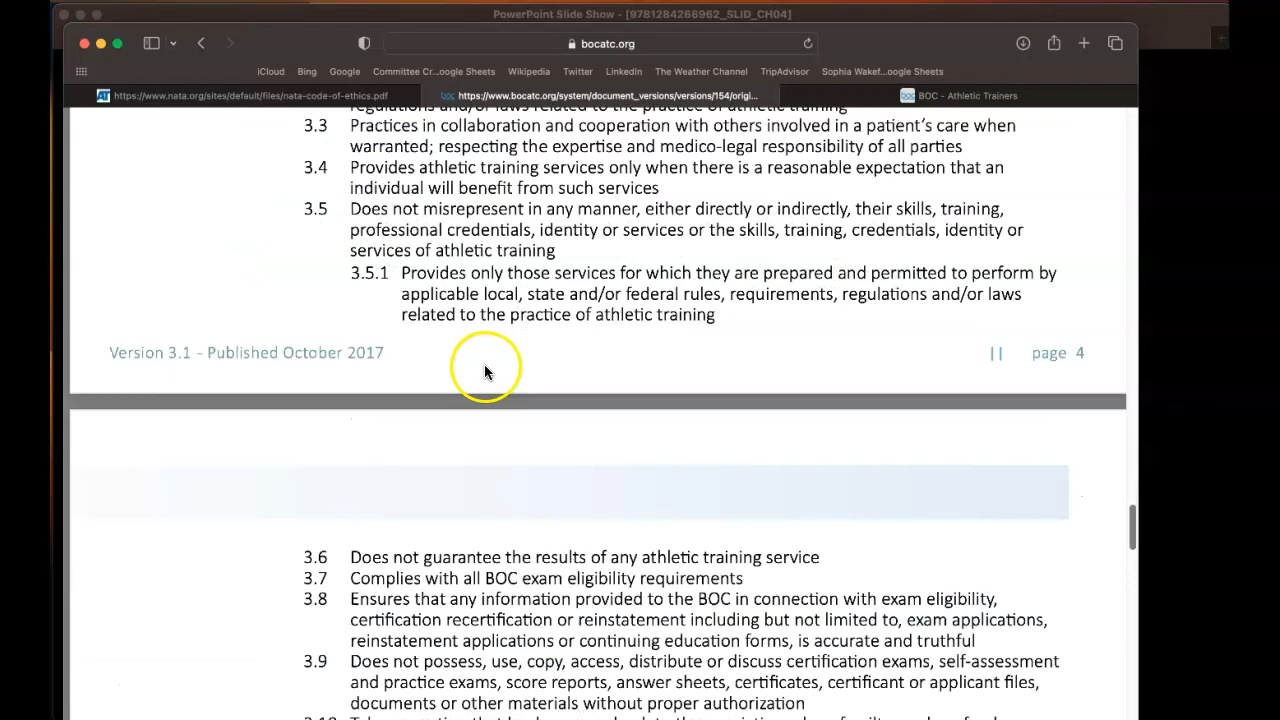 PowerPoint Slide Show - [9781284266962_SLID_CH04]
bocatc.org
iCloud Bing Google Committee Cr...oogle Sheets Wikipedia Twitter LinkedIn The Weather Channel TripAdvisor Sophia Wakef...oogle Sheets
https://www.nata.org/sites/default/files/nata-code-of-ethics.pdf boc https://www.bocatc.org/system/document_versions/versions/154/origi... BOC - Athletic Trainers
regulations and/or laws related to the practice of athletic training
3.3 Practices in collaboration and cooperation with others involved in a patient's care when
warranted; respecting the expertise and medico-legal responsibility of all parties
3.4 Provides athletic training services only when there is a reasonable expectation that an
individual will benefit from such services
3.5 Does not misrepresent in any manner, either directly or indirectly, their skills, training,
professional credentials, identity or services or the skills, training, credentials, identity or
services of athletic training
3.5.1 Provides only those services for which they are prepared and permitted to perform by
applicable local, state and/or federal rules, requirements, regulations and/or laws
related to the practice of athletic training
Version 3.1 - Published October 2017 || page 4
3.6 Does not guarantee the results of any athletic training service
3.7 Complies with all BOC exam eligibility requirements
3.8 Ensures that any information provided to the BOC in connection with exam eligibility,
certification recertification or reinstatement including but not limited to, exam applications,
reinstatement applications or continuing education forms, is accurate and truthful
3.9 Does not possess, use, copy, access, distribute or discuss certification exams, self-assessment
and practice exams, score reports, answer sheets, certificates, certificant or applicant files,
documents or other materials without proper authorization